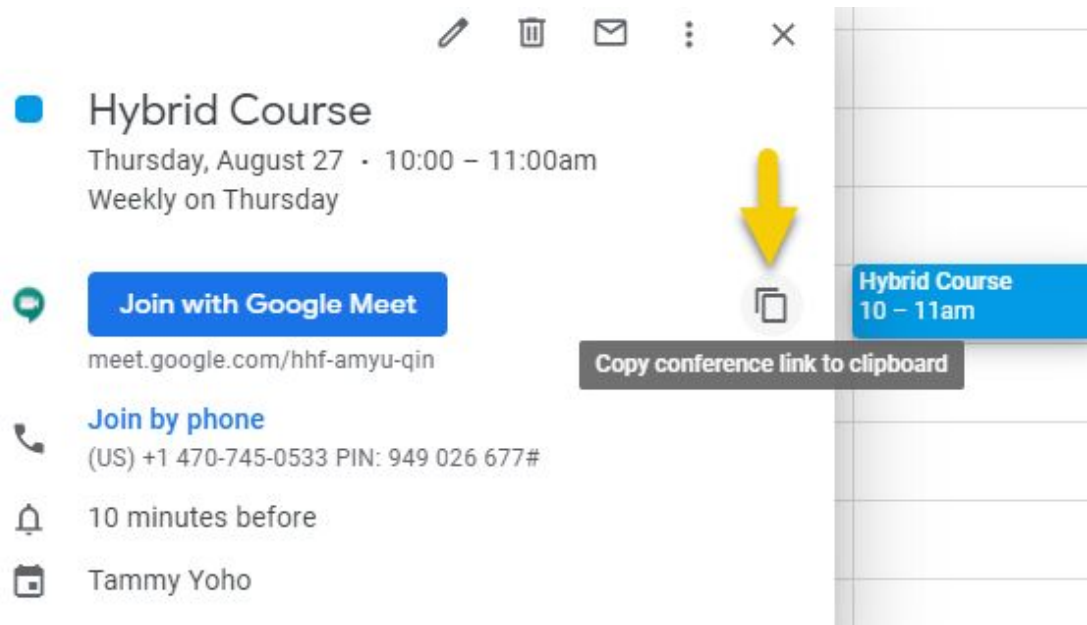 Hybrid Course
Thursday, August 27 • 10:00 – 11:00am
Weekly on Thursday
Join with Google Meet
meet.google.com/hhf-amyu-qin
Copy conference link to clipboard
Join by phone
(US) +1 470-745-0533 PIN: 949 026 677#
10 minutes before
Tammy Yoho
Hybrid Course
10 – 11am